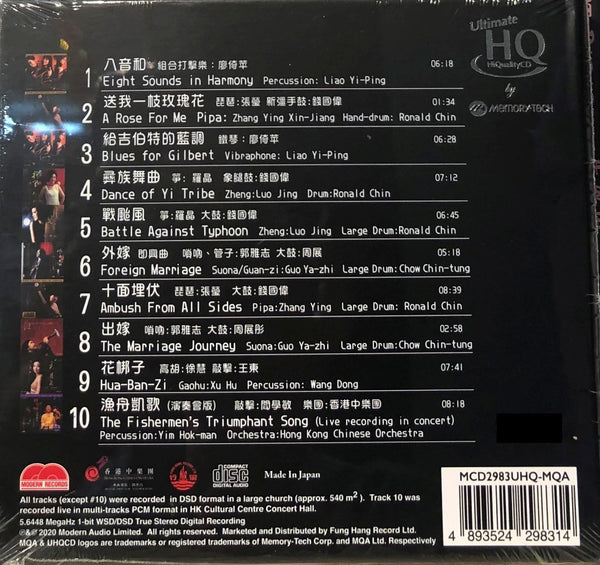 Ultimate
HQ
HiQualityCD
by
MEMORY-TECH
1 八音和 組合打擊樂：廖倚苹 06:18
Eight Sounds in Harmony Percussion: Liao Yi-Ping
2 送我一枝玫瑰花 琵琶：張瑩 新彊手鼓：錢國偉 01:34
A Rose For Me Pipa: Zhang Ying Xin-Jiang Hand-drum: Ronald Chin
3 給吉伯特的藍調 鐵琴：廖倚苹 06:28
Blues for Gilbert Vibraphone: Liao Yi-Ping
4 彛族舞曲 箏：羅晶 象腳鼓：錢國偉 07:12
Dance of Yi Tribe Zheng:Luo Jing Drum:Ronald Chin
5 戰颱風 箏：羅晶 大鼓：錢國偉 06:45
Battle Against Typhoon Zheng:Luo Jing Large Drum:Ronald Chin
6 外嫁 即興曲 嗩吶、管子：郭雅志 大鼓：周展 05:18
Foreign Marriage Suona/Guan-zi:Guo Ya-zhi Large Drum:Chow Chin-tung
7 十面埋伏 琵琶：張瑩 大鼓：錢國偉 08:39
Ambush From All Sides Pipa:Zhang Ying Large Drum: Ronald Chin
8 出嫁 嗩吶：郭雅志 大鼓：周展彤 02:58
The Marriage Journey Suona:Guo Ya-zhi Large Drum:Chow Chin-tung
9 花梆子 高胡：徐慧 敲擊：王東 07:41
Hua-Ban-Zi Gaohu:Xu Hu Percussion: Wang Dong
10 漁舟凱歌 (演奏會版) 敲擊：閻學敏 樂團：香港中樂團 08:18
The Fishermen's Triumphant Song (Live recording in concert)
Percussion:Yim Hok-man Orchestra:Hong Kong Chinese Orchestra
MODERN RECORDS
香港中樂團
COMPACT
disc
DIGITAL AUDIO
Made In Japan
MCD2983UHQ-MQA
4 893524 298314
All tracks (except #10) were recorded in DSD format in a large church (approx. 540 m²). Track 10 was
recorded live in multi-tracks PCM format in HK Cultural Centre Concert Hall.
5.6448 MegaHz 1-bit WSD/DSD True Stereo Digital Recording
℗&© 2020 Modern Audio Limited. All rights reserved. Marketed and Distributed by Fung Hang Record Ltd.
MQA & UHQCD logos are trademarks or registered trademarks of Memory-Tech Corp. and MQA Ltd. Respectively